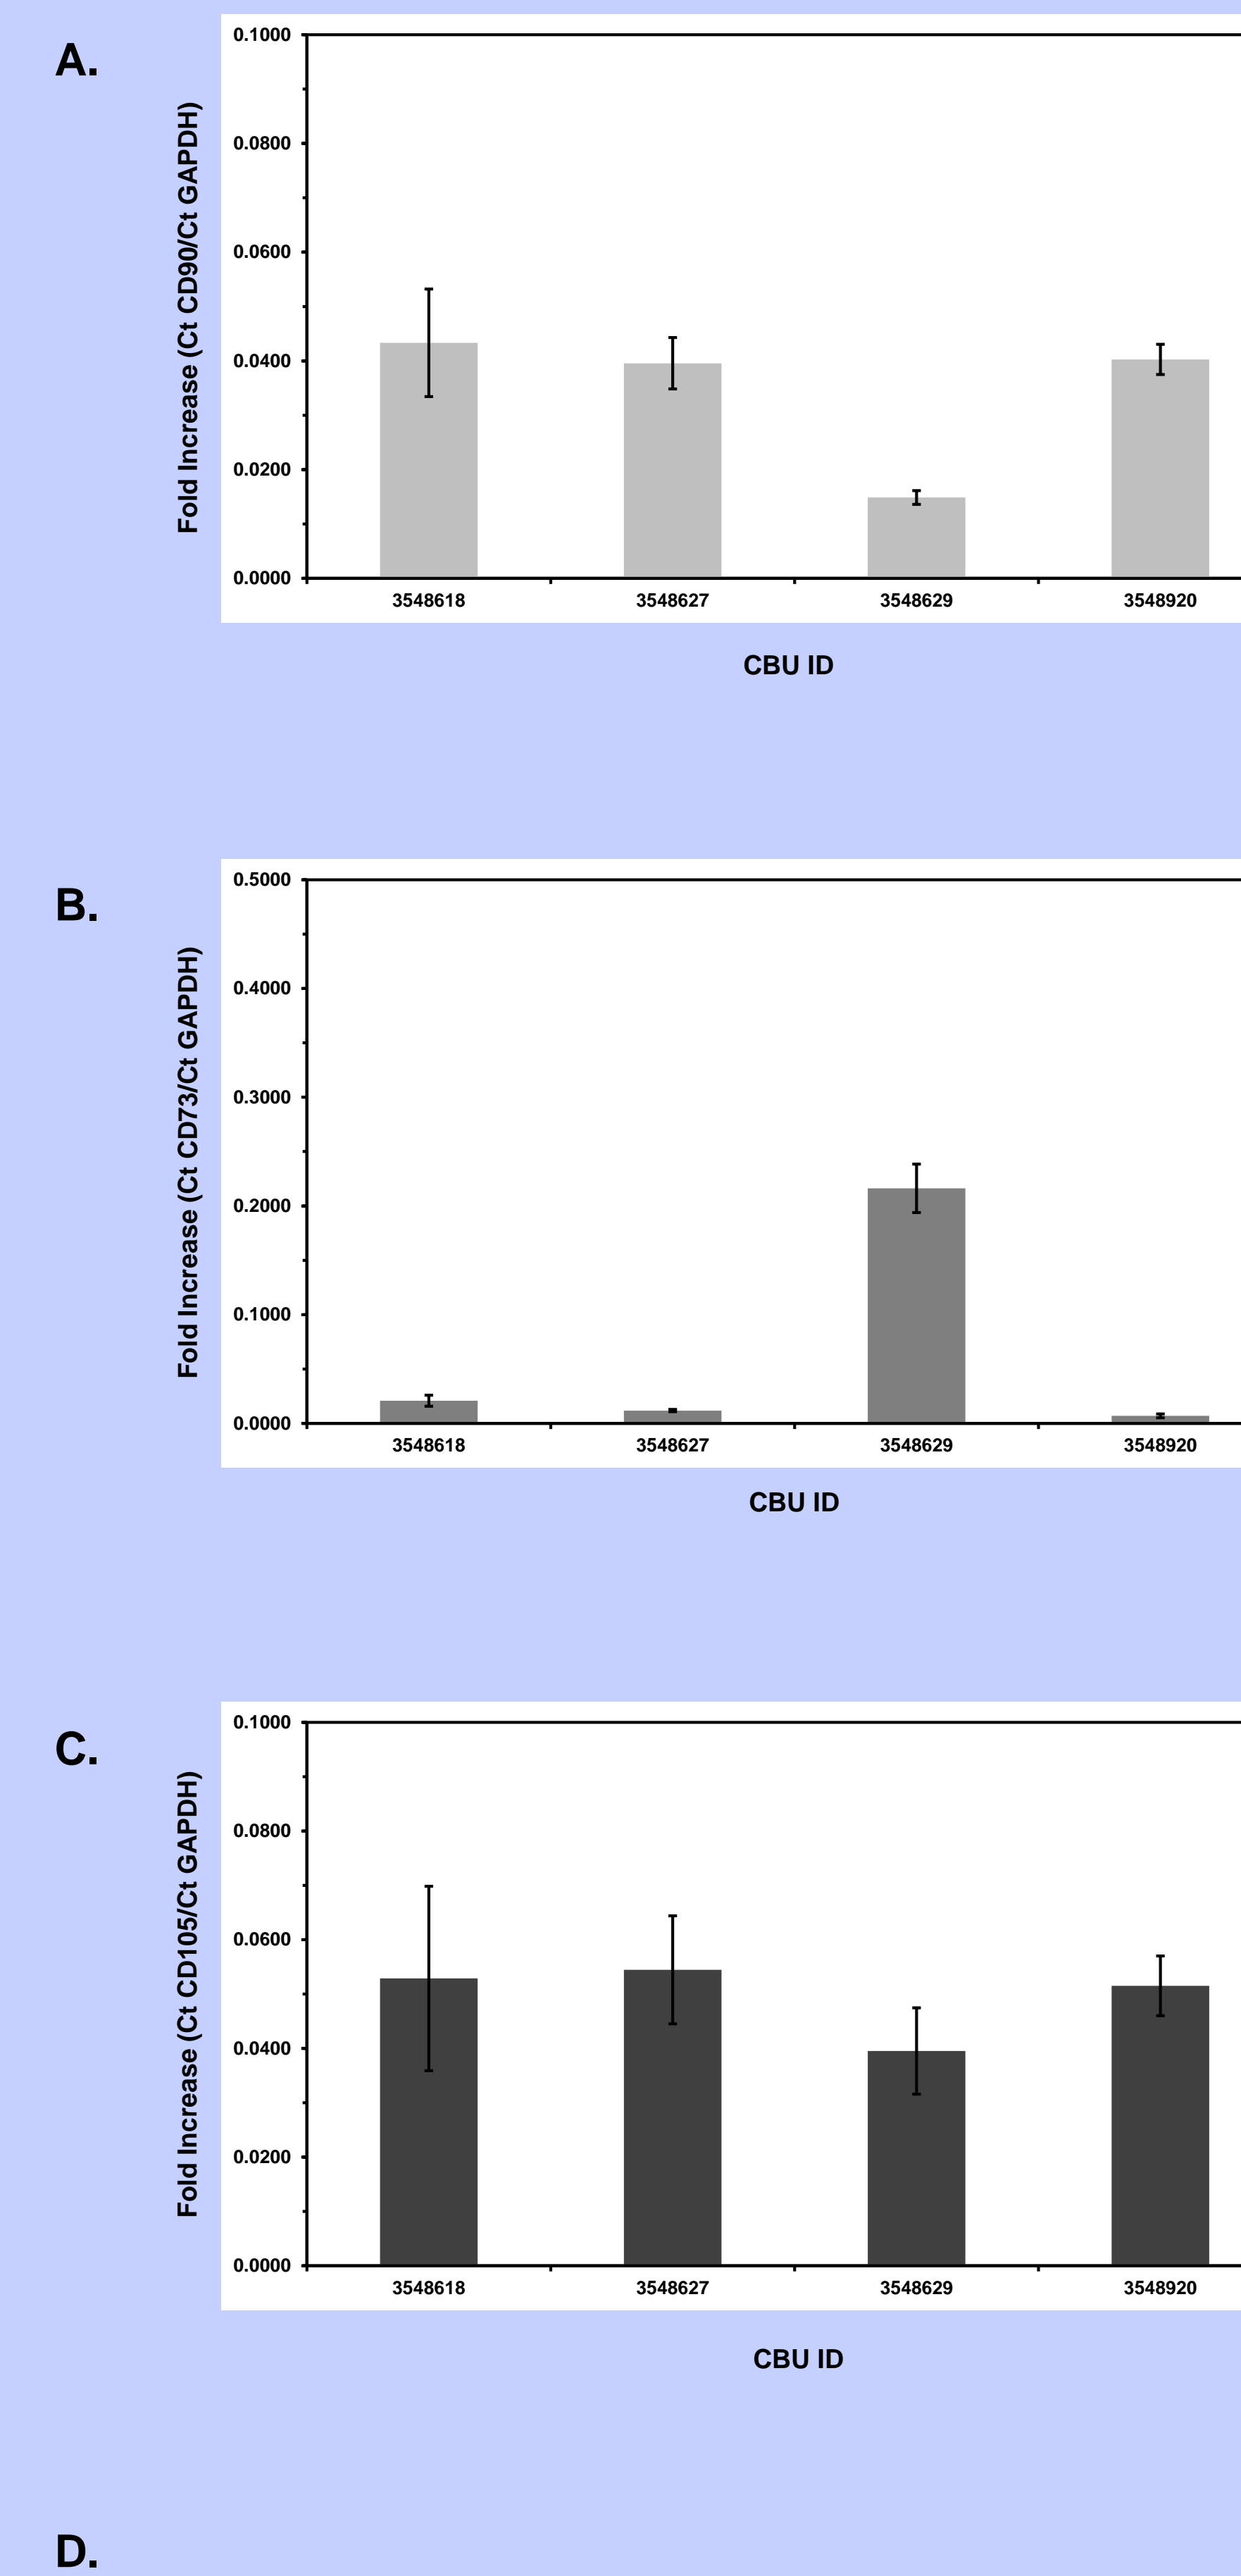 A.
Fold Increase (Ct CD90/Ct GAPDH)
0.1000
0.0800
0.0600
0.0400
0.0200
0.0000
3548618 3548627 3548629 3548920
CBU ID
B.
Fold Increase (Ct CD73/Ct GAPDH)
0.5000
0.4000
0.3000
0.2000
0.1000
0.0000
3548618 3548627 3548629 3548920
CBU ID
C.
Fold Increase (Ct CD105/Ct GAPDH)
0.1000
0.0800
0.0600
0.0400
0.0200
0.0000
3548618 3548627 3548629 3548920
CBU ID
D.